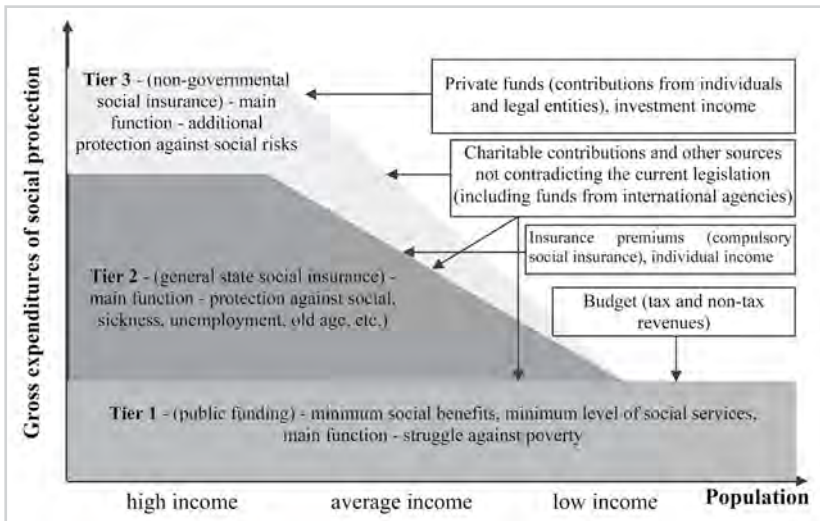 Gross expenditures of social protection
Tier 3 - (non-governmental
social insurance) - main
function - additional
protection against social risks
Private funds (contributions from individuals
and legal entities), investment income
Charitable contributions and other sources
not contradicting the current legislation
(including funds from international agencies)
Insurance premiums (compulsory
social insurance), individual income
Tier 2 - (general state social insurance) -
main function - protection against social,
sickness, unemployment, old age, etc.)
Budget (tax and non-tax
revenues)
Tier 1 - (public funding) - minimum social benefits, minimum level of social services,
main function - struggle against poverty
high income average income low income Population